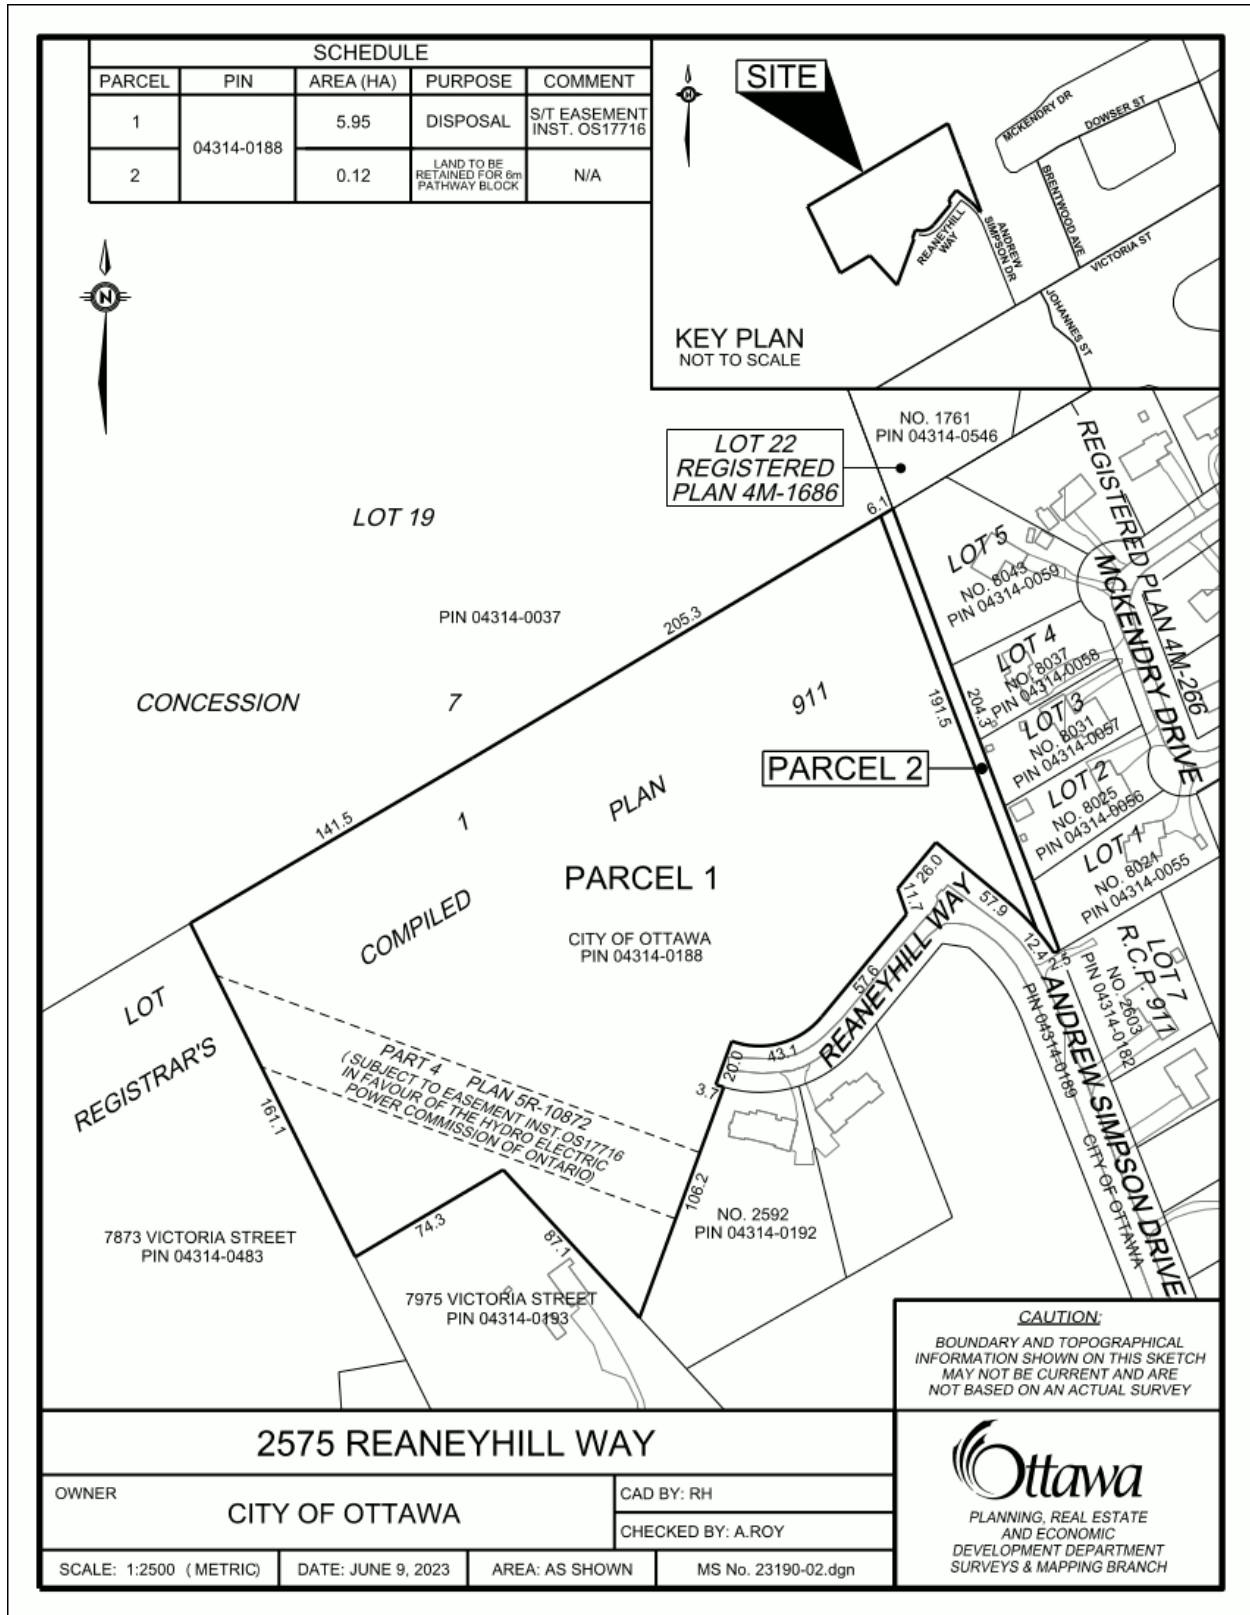 SCHEDULE
PARCEL PIN AREA (HA) PURPOSE COMMENT
1 04314-0188 5.95 DISPOSAL S/T EASEMENT
INST. OS17716
2 0.12 LAND TO BE
RETAINED FOR 6m
PATHWAY BLOCK
N/A
SITE
MCKENDRY DR
DOWSER ST
BRENTWOOD AVE
VICTORIA ST
REANEYHILL
WAY
ANDREW
SIMPSON DR
JOHANNES ST
KEY PLAN
NOT TO SCALE
N
NO. 1761
PIN 04314-0546
LOT 22
REGISTERED
PLAN 4M-1686
REGISTERED PLAN 4M-266
6.1
LOT 19
PIN 04314-0037
205.3
CONCESSION 7
LOT 5
NO. 8043
PIN 04314-0059
LOT 4
NO. 8037
PIN 04314-0058
MCKENDRY DRIVE
911
191.5
204.3
LOT 3
NO. 8031
PIN 04314-0057
PARCEL 2
LOT 2
NO. 8025
PIN 04314-0056
141.5
1
PLAN
LOT 1
NO. 8021
PIN 04314-0055
PARCEL 1
COMPILED
CITY OF OTTAWA
PIN 04314-0188
26.0
11.7
57.9
12.4
2.5
57.6
REANEYHILL WAY
LOT 7
R.C.P. 911
NO. 2603
PIN 04314-0182
LOT
REGISTRAR'S
161.1
PART 4 PLAN 5R-10872
(SUBJECT TO EASEMENT INST.OS17716
IN FAVOUR OF THE HYDRO ELECTRIC
POWER COMMISSION OF ONTARIO)
43.1
20.0
3.7
106.2
ANDREW SIMPSON DRIVE
PIN 04314-0189
CITY OF OTTAWA
NO. 2592
PIN 04314-0192
74.3
87.1
7873 VICTORIA STREET
PIN 04314-0483
7975 VICTORIA STREET
PIN 04314-0193
CAUTION:
BOUNDARY AND TOPOGRAPHICAL
INFORMATION SHOWN ON THIS SKETCH
MAY NOT BE CURRENT AND ARE
NOT BASED ON AN ACTUAL SURVEY
2575 REANEYHILL WAY
OWNER
CITY OF OTTAWA
CAD BY: RH
CHECKED BY: A.ROY
SCALE: 1:2500 ( METRIC) DATE: JUNE 9, 2023 AREA: AS SHOWN MS No. 23190-02.dgn
Ottawa
PLANNING, REAL ESTATE
AND ECONOMIC
DEVELOPMENT DEPARTMENT
SURVEYS & MAPPING BRANCH